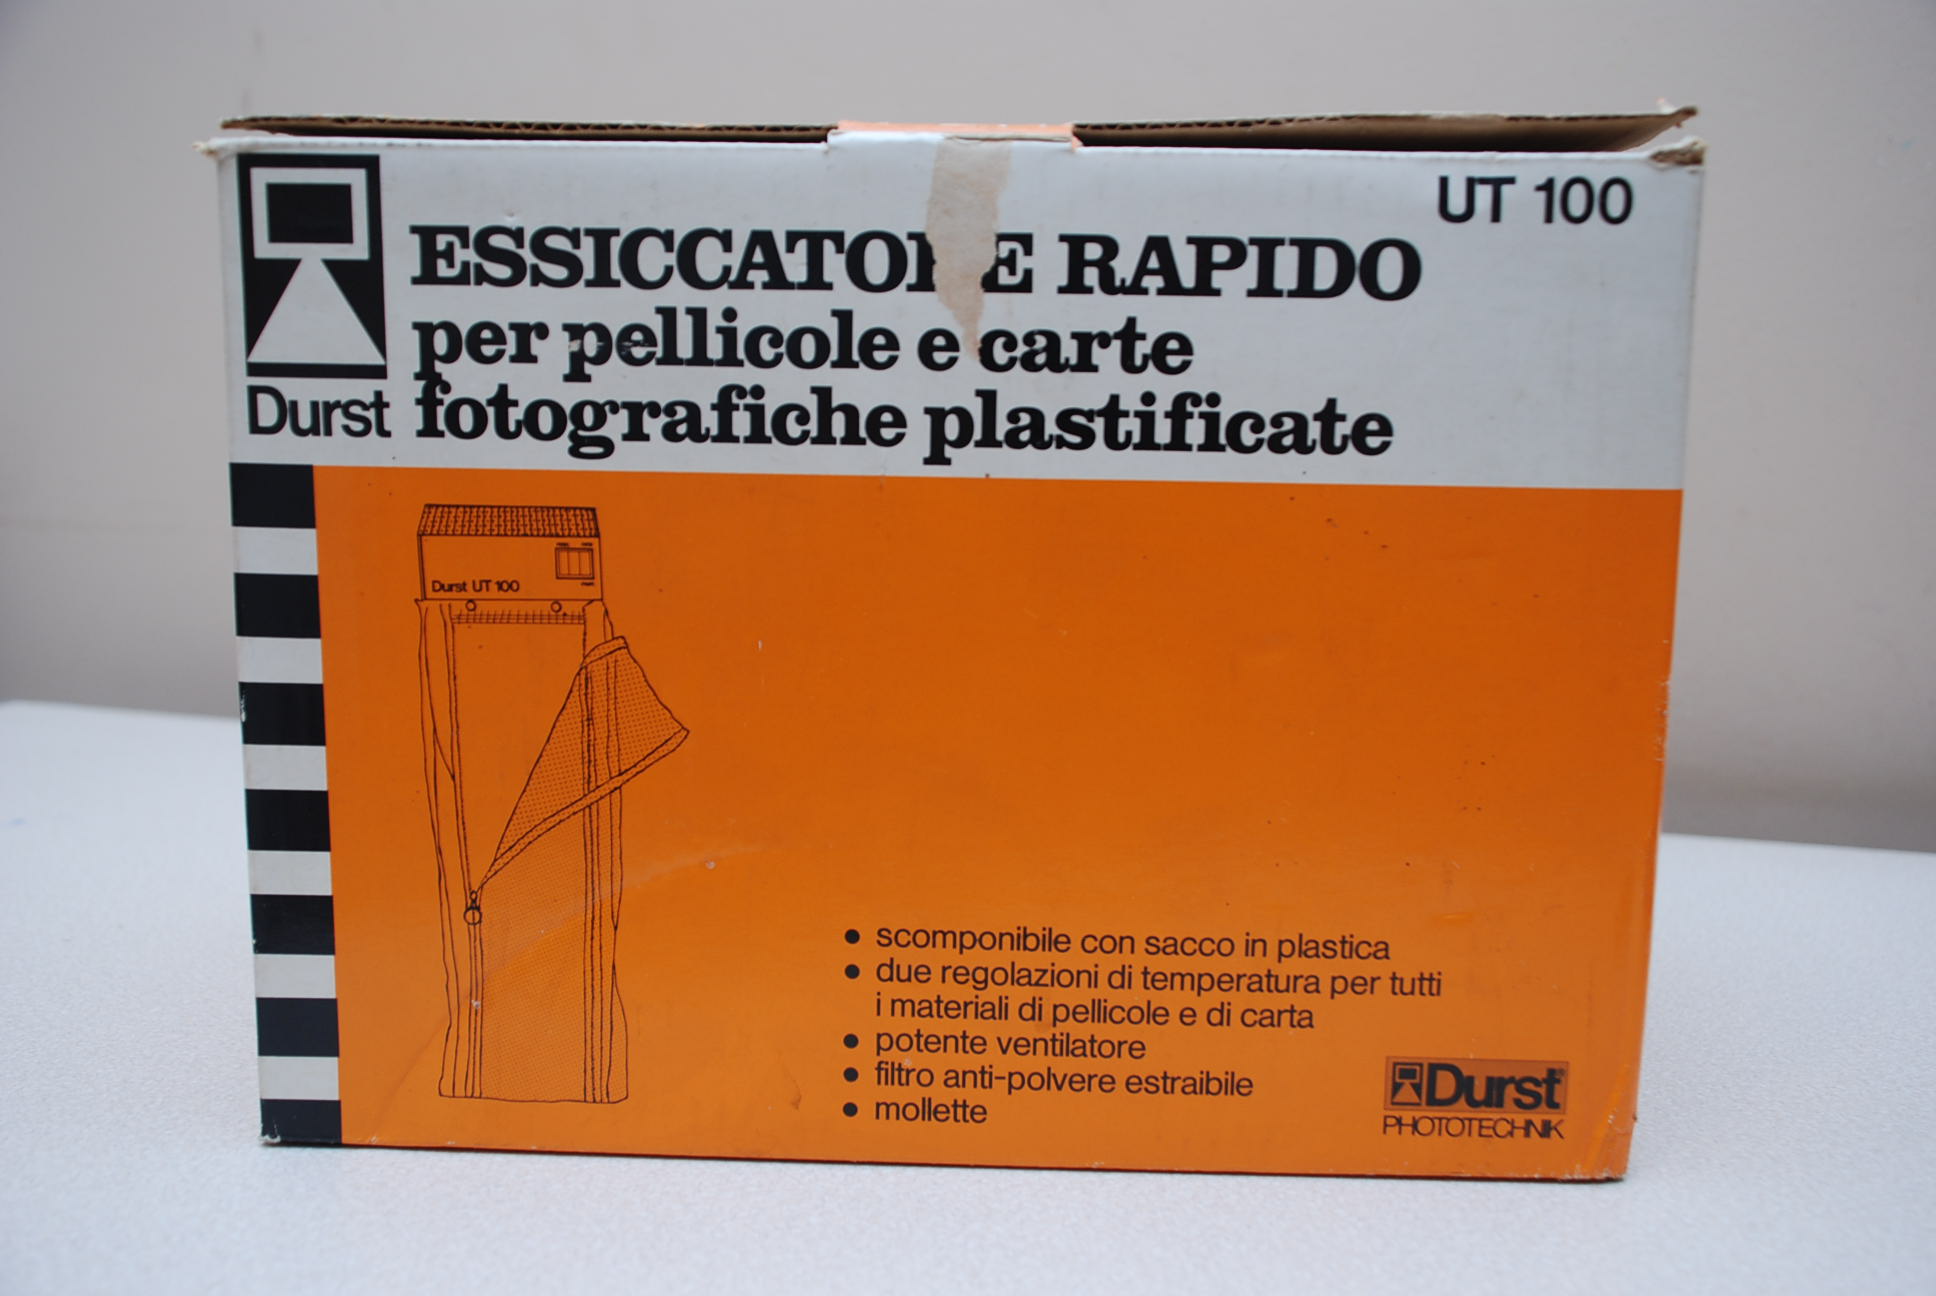 UT 100
ESSICCATORE RAPIDO
per pellicole e carte
fotografiche plastificate
Durst
Durst UT 100
• scomponibile con sacco in plastica
• due regolazioni di temperatura per tutti
i materiali di pellicole e di carta
• potente ventilatore
• filtro anti-polvere estraibile
• mollette
Durst®
PHOTOTECHNIK